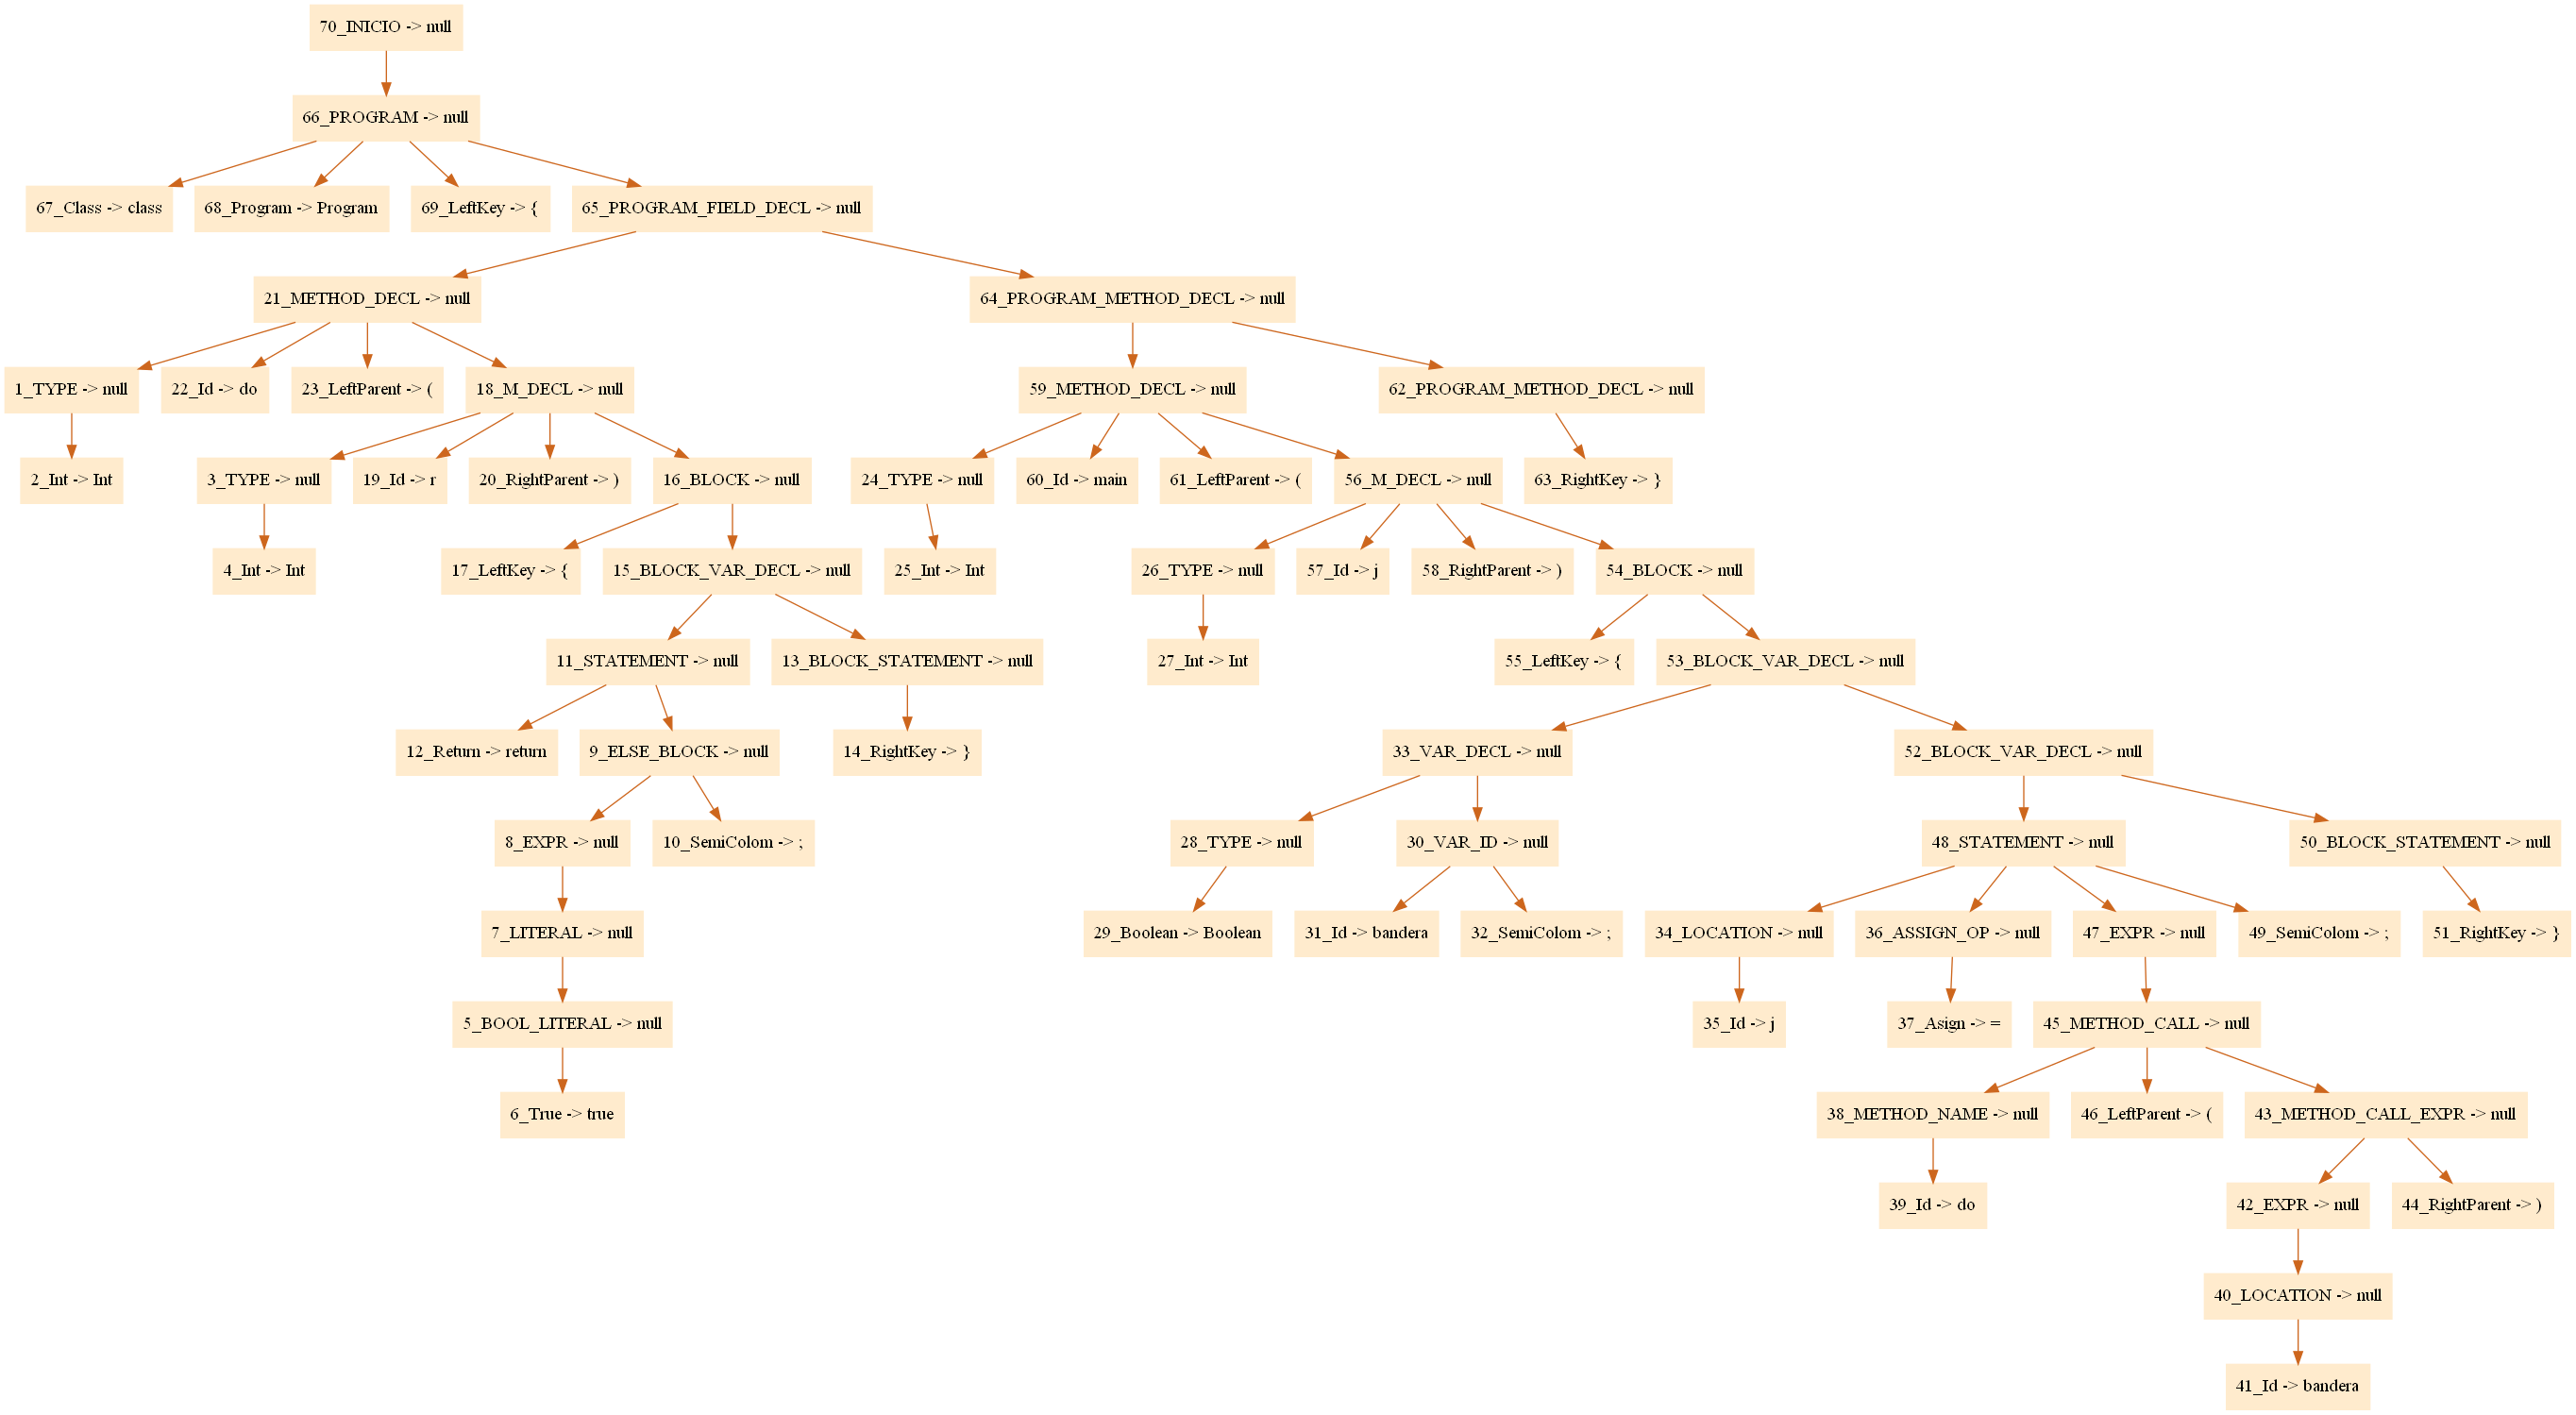 70_INICIO -> null
66_PROGRAM -> null
67_Class -> class
68_Program -> Program
69_LeftKey -> {
65_PROGRAM_FIELD_DECL -> null
21_METHOD_DECL -> null
64_PROGRAM_METHOD_DECL -> null
1_TYPE -> null
22_Id -> do
23_LeftParent -> (
18_M_DECL -> null
59_METHOD_DECL -> null
62_PROGRAM_METHOD_DECL -> null
2_Int -> Int
3_TYPE -> null
19_Id -> r
20_RightParent -> )
16_BLOCK -> null
24_TYPE -> null
60_Id -> main
61_LeftParent -> (
56_M_DECL -> null
63_RightKey -> }
4_Int -> Int
17_LeftKey -> {
15_BLOCK_VAR_DECL -> null
25_Int -> Int
26_TYPE -> null
57_Id -> j
58_RightParent -> )
54_BLOCK -> null
11_STATEMENT -> null
13_BLOCK_STATEMENT -> null
27_Int -> Int
55_LeftKey -> {
53_BLOCK_VAR_DECL -> null
12_Return -> return
9_ELSE_BLOCK -> null
14_RightKey -> }
33_VAR_DECL -> null
52_BLOCK_VAR_DECL -> null
8_EXPR -> null
10_SemiColom -> ;
28_TYPE -> null
30_VAR_ID -> null
48_STATEMENT -> null
50_BLOCK_STATEMENT -> null
7_LITERAL -> null
29_Boolean -> Boolean
31_Id -> bandera
32_SemiColom -> ;
34_LOCATION -> null
36_ASSIGN_OP -> null
47_EXPR -> null
49_SemiColom -> ;
51_RightKey -> }
5_BOOL_LITERAL -> null
35_Id -> j
37_Asign -> =
45_METHOD_CALL -> null
6_True -> true
38_METHOD_NAME -> null
46_LeftParent -> (
43_METHOD_CALL_EXPR -> null
39_Id -> do
42_EXPR -> null
44_RightParent -> )
40_LOCATION -> null
41_Id -> bandera